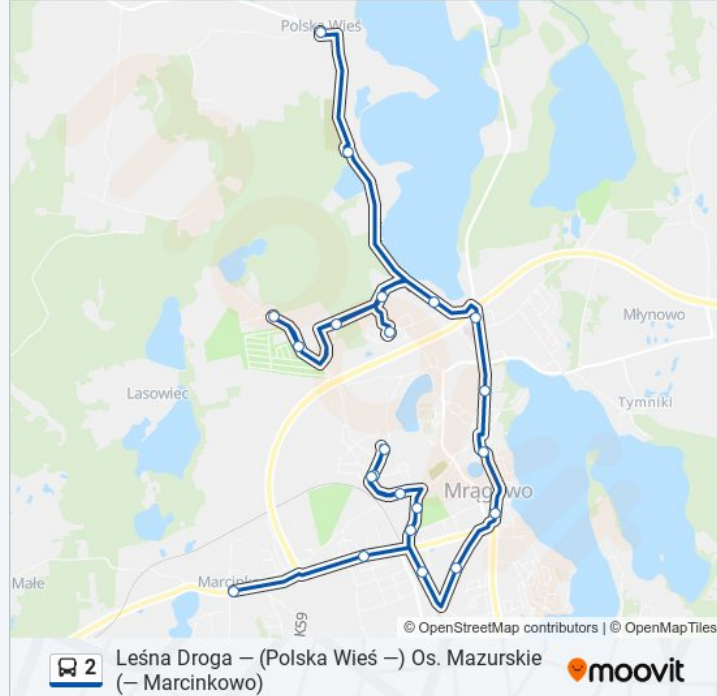 Polska Wieś
Młynowo
Lasowiec
Tymniki
Mrągowo
Małe
Marcink
K59
© OpenStreetMap contributors | © OpenMapTiles
2
Leśna Droga — (Polska Wieś —) Os. Mazurskie
(— Marcinkowo)
moovit